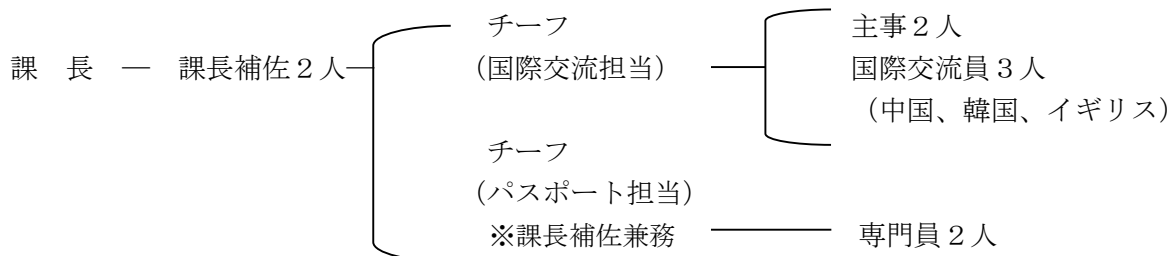 課　長　―　課長補佐２人―
チーフ
(国際交流担当)
主事２人
国際交流員３人
（中国、韓国、イギリス）
チーフ
(パスポート担当)
※課長補佐兼務
専門員２人